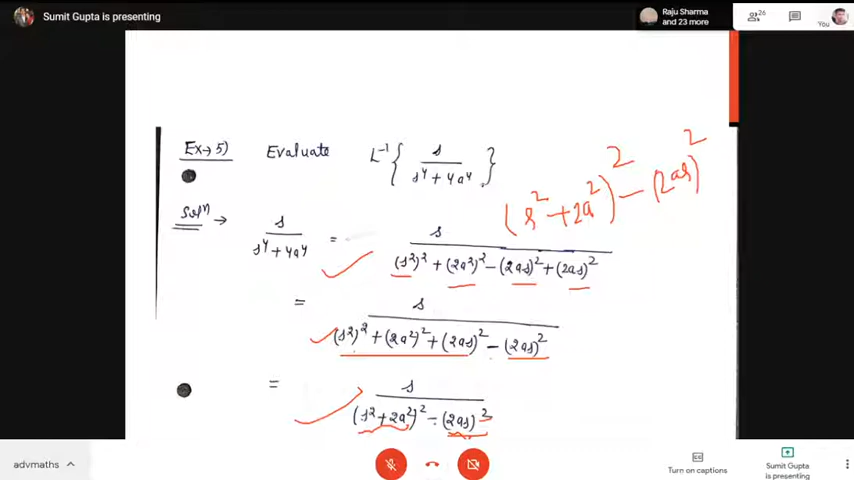 Sumit Gupta is presenting
Raju Sharma
and 23 more
26
You
Ex→5) Evaluate L⁻¹{ s / (s⁴ + 4a⁴) }
(s² + 2a²)² − (2as)²
Solⁿ → s / (s⁴ + 4a⁴) = s / ((s²)² + (2a²)² − (2as)² + (2as)²)
= s / ((s²)² + (2a²)² + (2as)² − (2as)²)
= s / ((s² + 2a²)² − (2as)²)
advmaths
Turn on captions
Sumit Gupta
is presenting